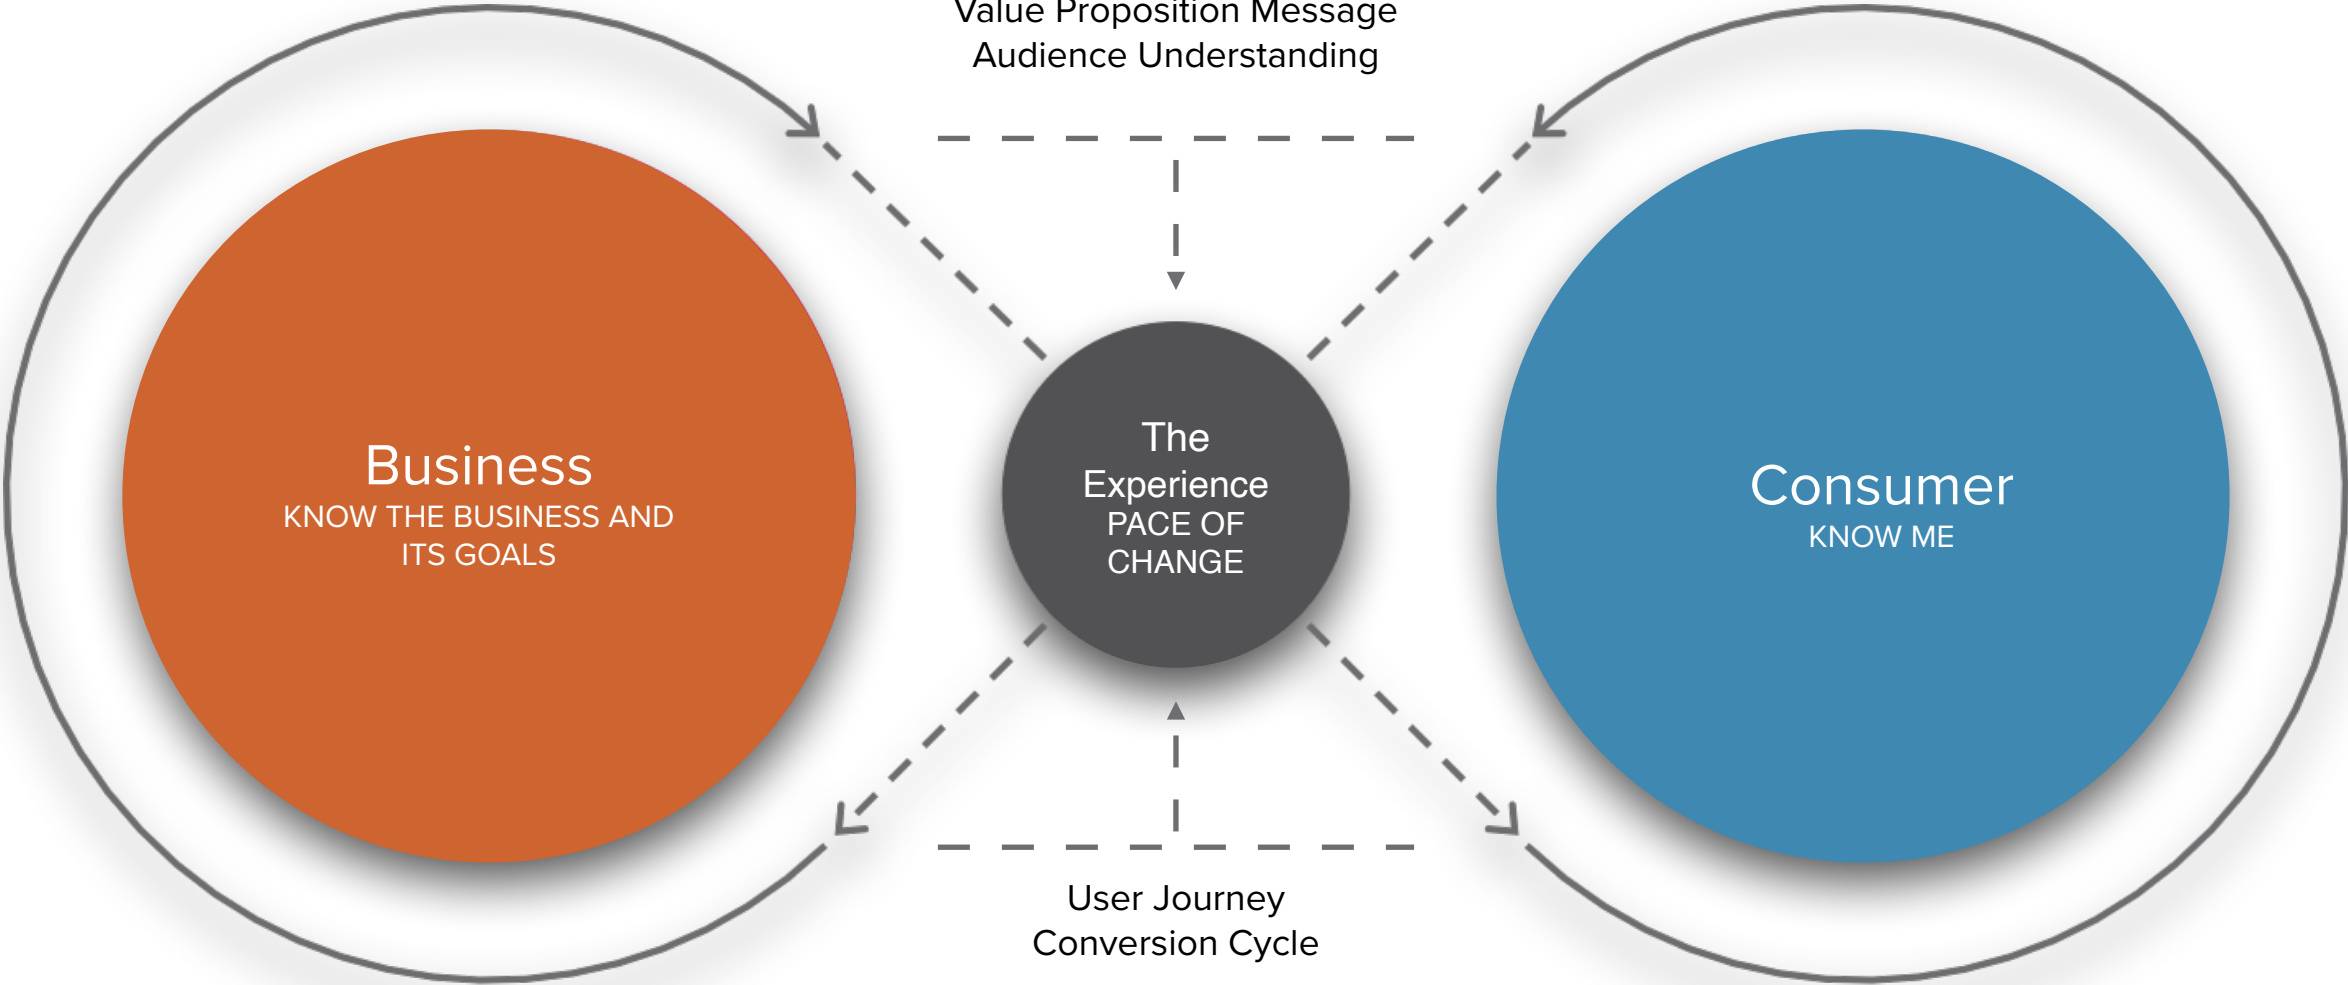 Value Proposition Message
Audience Understanding
Business
KNOW THE BUSINESS AND
ITS GOALS
The
Experience
PACE OF
CHANGE
Consumer
KNOW ME
User Journey
Conversion Cycle